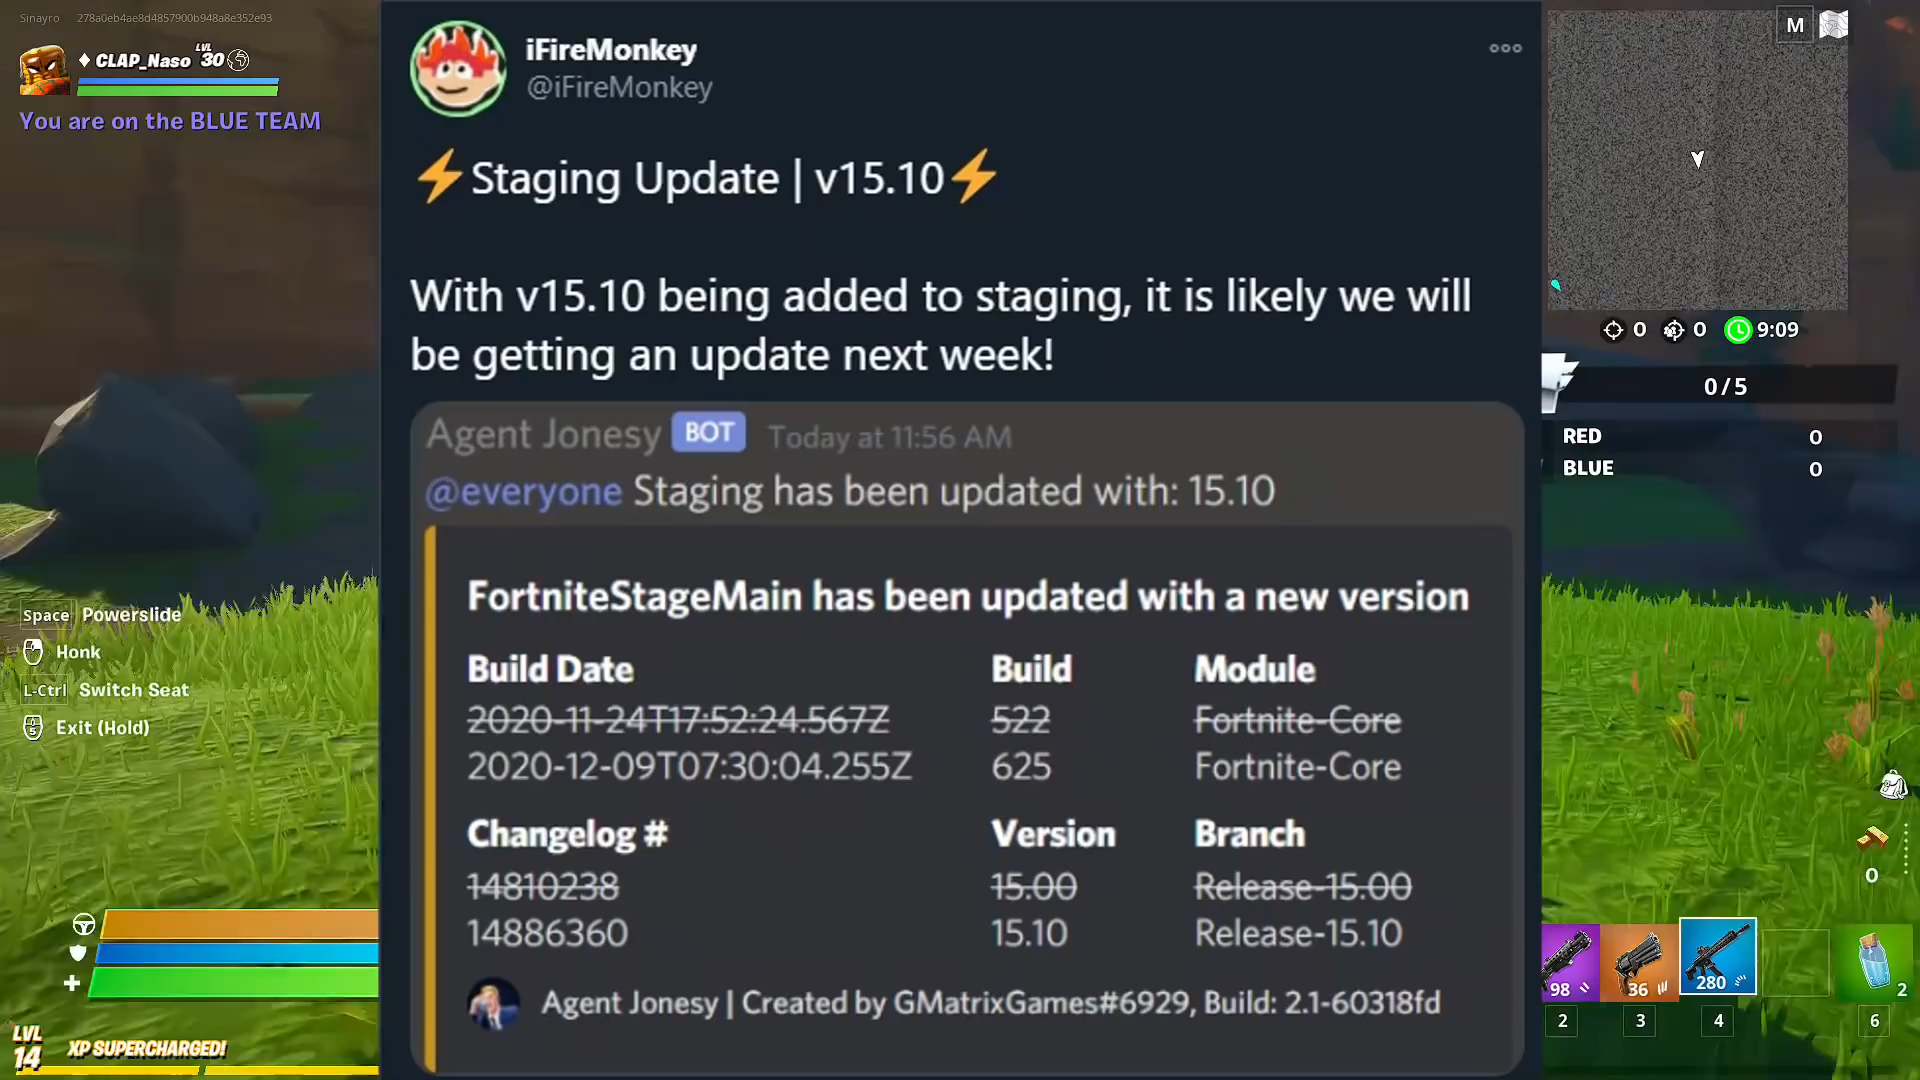 Sinayro 278a0eb4ae8d4857900b948a8e352e93
CLAP_Naso LVL 30
You are on the BLUE TEAM
iFireMonkey
@iFireMonkey
⚡Staging Update | v15.10⚡
With v15.10 being added to staging, it is likely we will
be getting an update next week!
Agent Jonesy BOT Today at 11:56 AM
@everyone Staging has been updated with: 15.10
FortniteStageMain has been updated with a new version
Build Date Build Module
2020-11-24T17:52:24.567Z 522 Fortnite-Core
2020-12-09T07:30:04.255Z 625 Fortnite-Core
Changelog # Version Branch
14810238 15.00 Release-15.00
14886360 15.10 Release-15.10
Agent Jonesy | Created by GMatrixGames#6929, Build: 2.1-60318fd
M
0 0 9:09
0/5
RED 0
BLUE 0
Space Powerslide
Honk
L-Ctrl Switch Seat
Exit (Hold)
0
98 36 280 2
2 3 4 6
LVL
14 XP SUPERCHARGED!